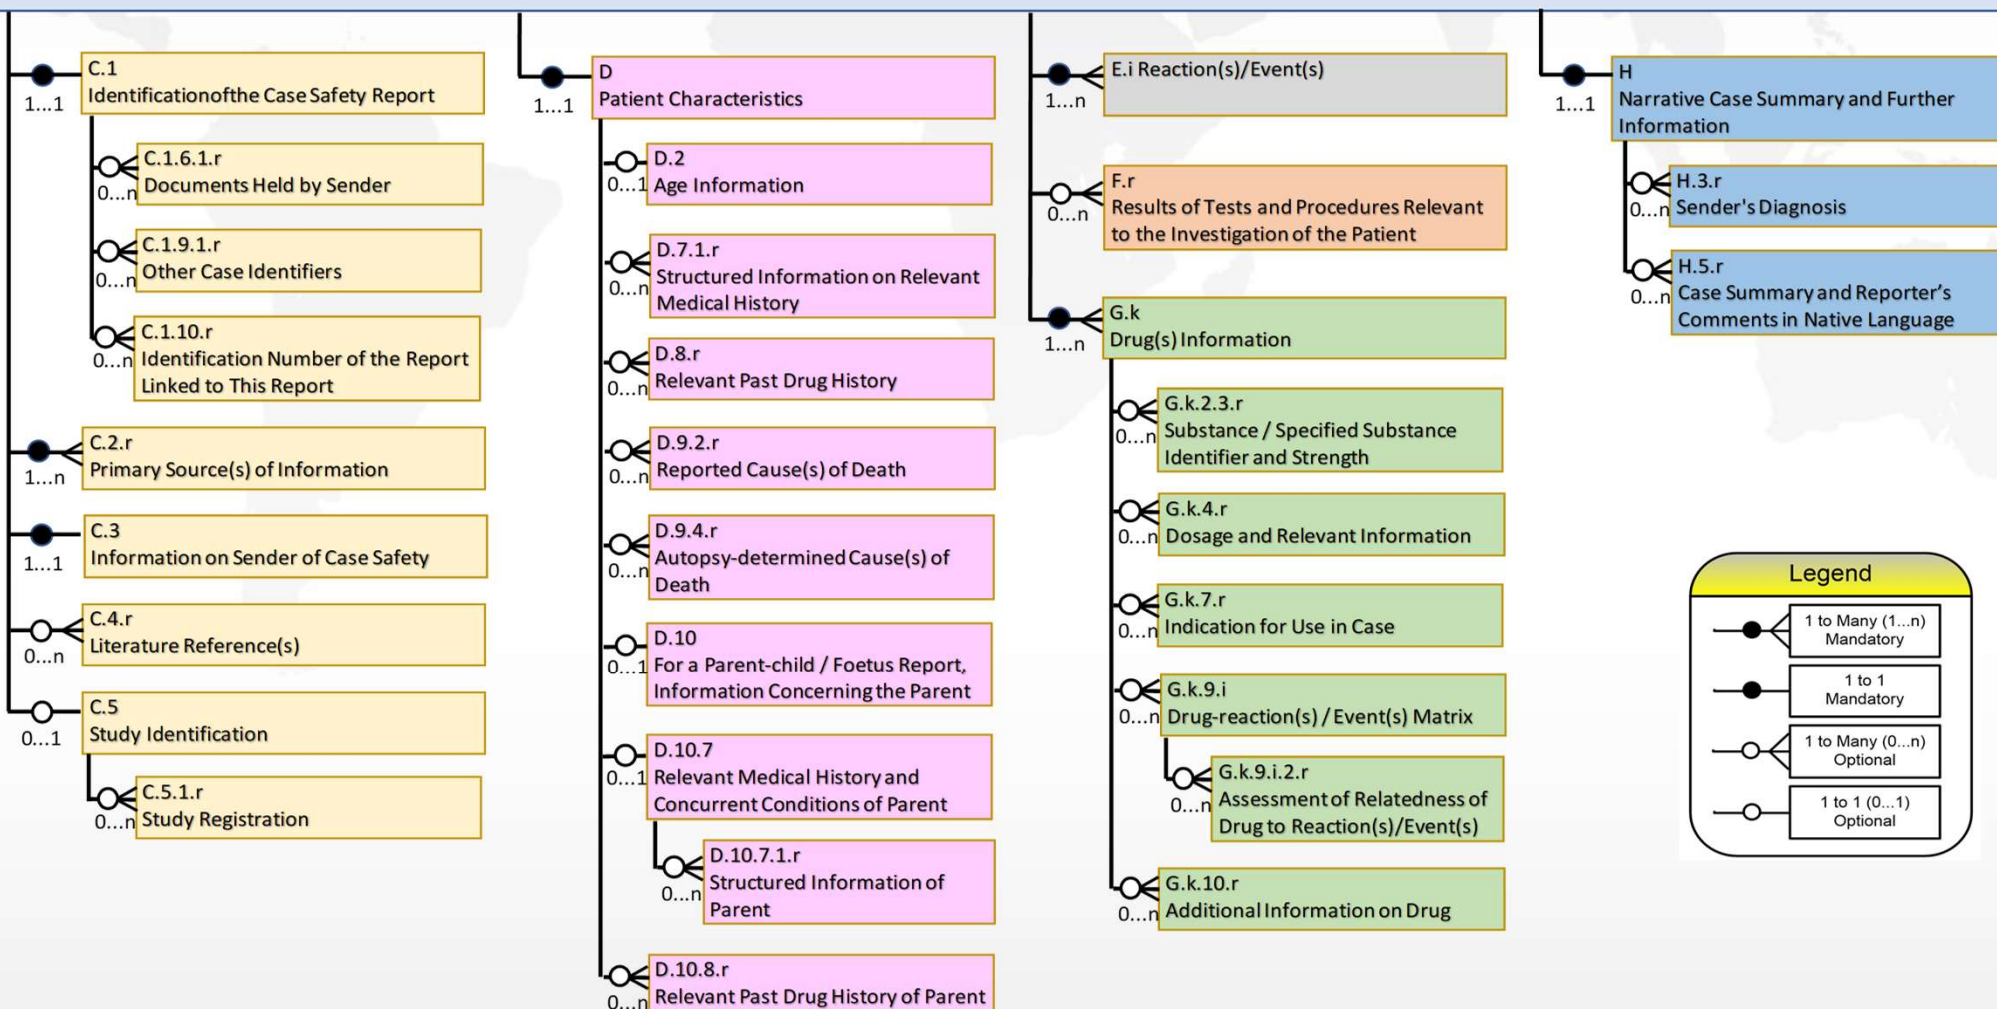 C.1
Identificationofthe Case Safety Report
1...1
C.1.6.1.r
Documents Held by Sender
0...n
C.1.9.1.r
Other Case Identifiers
0...n
C.1.10.r
Identification Number of the Report
Linked to This Report
0...n
C.2.r
Primary Source(s) of Information
1...n
C.3
Information on Sender of Case Safety
1...1
C.4.r
Literature Reference(s)
0...n
C.5
Study Identification
0...1
C.5.1.r
Study Registration
0...n
D
Patient Characteristics
1...1
D.2
Age Information
0...1
D.7.1.r
Structured Information on Relevant
Medical History
0...n
D.8.r
Relevant Past Drug History
0...n
D.9.2.r
Reported Cause(s) of Death
0...n
D.9.4.r
Autopsy-determined Cause(s) of
Death
0...n
D.10
For a Parent-child / Foetus Report,
Information Concerning the Parent
0...1
D.10.7
Relevant Medical History and
Concurrent Conditions of Parent
0...1
D.10.7.1.r
Structured Information of
Parent
0...n
D.10.8.r
Relevant Past Drug History of Parent
0...n
E.i Reaction(s)/Event(s)
1...n
F.r
Results of Tests and Procedures Relevant
to the Investigation of the Patient
0...n
G.k
Drug(s) Information
1...n
G.k.2.3.r
Substance / Specified Substance
Identifier and Strength
0...n
G.k.4.r
Dosage and Relevant Information
0...n
G.k.7.r
Indication for Use in Case
0...n
G.k.9.i
Drug-reaction(s) / Event(s) Matrix
0...n
G.k.9.i.2.r
Assessment of Relatedness of
Drug to Reaction(s)/Event(s)
0...n
G.k.10.r
Additional Information on Drug
0...n
H
Narrative Case Summary and Further
Information
1...1
H.3.r
Sender's Diagnosis
0...n
H.5.r
Case Summary and Reporter’s
Comments in Native Language
0...n
Legend
1 to Many (1...n)
Mandatory
1 to 1
Mandatory
1 to Many (0...n)
Optional
1 to 1 (0...1)
Optional